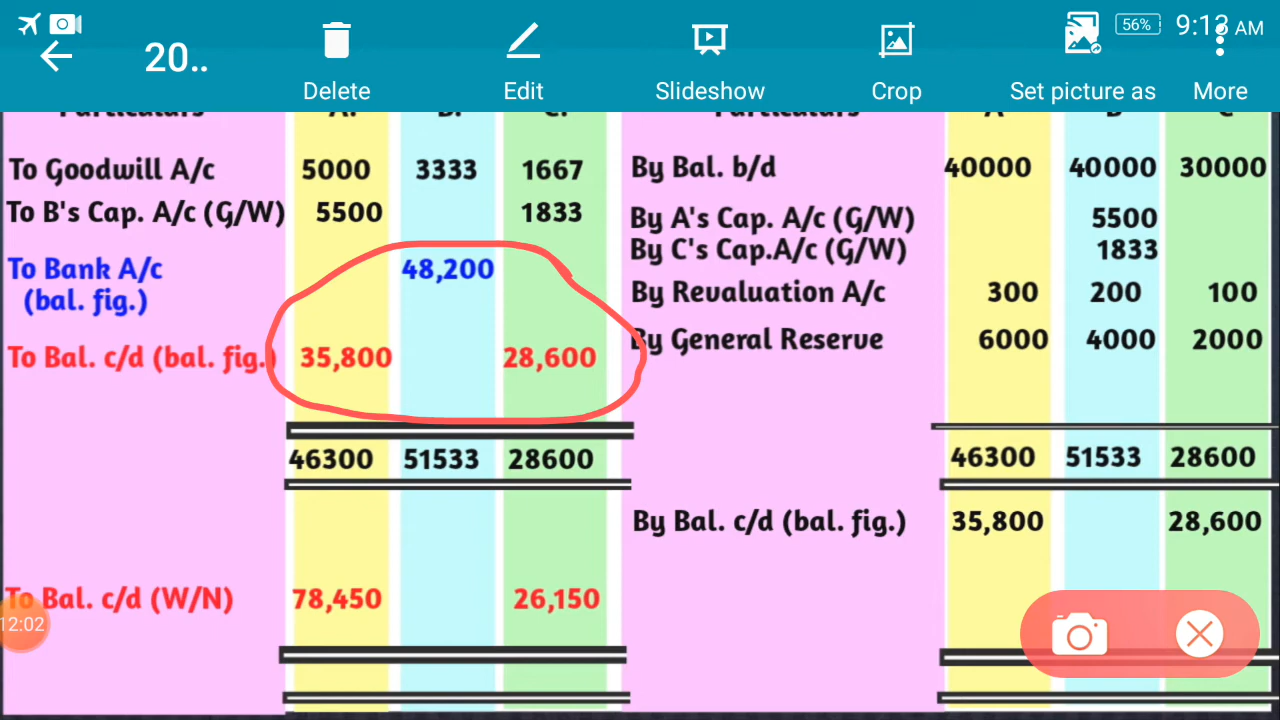 56% 9:13 AM
20..
Delete Edit Slideshow Crop Set picture as More
Particulars A. B. C. Particulars A B C
To Goodwill A/c 5000 3333 1667 By Bal. b/d 40000 40000 30000
To B's Cap. A/c (G/W) 5500 1833 By A's Cap. A/c (G/W) 5500
By C's Cap.A/c (G/W) 1833
To Bank A/c 48,200
(bal. fig.) By Revaluation A/c 300 200 100
To Bal. c/d (bal. fig.) 35,800 28,600 By General Reserve 6000 4000 2000
46300 51533 28600 46300 51533 28600
By Bal. c/d (bal. fig.) 35,800 28,600
To Bal. c/d (W/N) 78,450 26,150
12:02